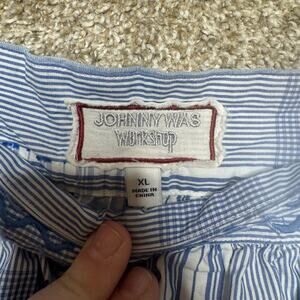 JOHNNY WAS
Workshop
XL
MADE IN
CHINA